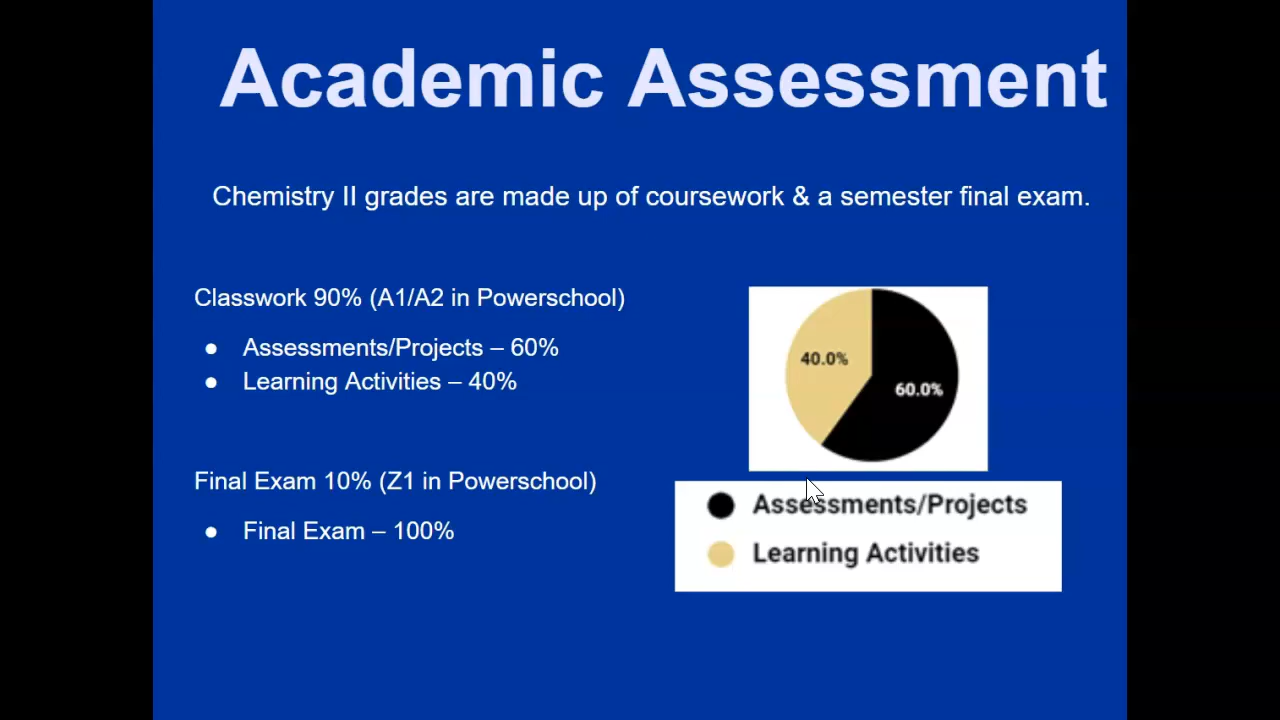 Academic Assessment
Chemistry II grades are made up of coursework & a semester final exam.
Classwork 90% (A1/A2 in Powerschool)
● Assessments/Projects – 60%
● Learning Activities – 40%
Final Exam 10% (Z1 in Powerschool)
● Final Exam – 100%
40.0%
60.0%
Assessments/Projects
Learning Activities